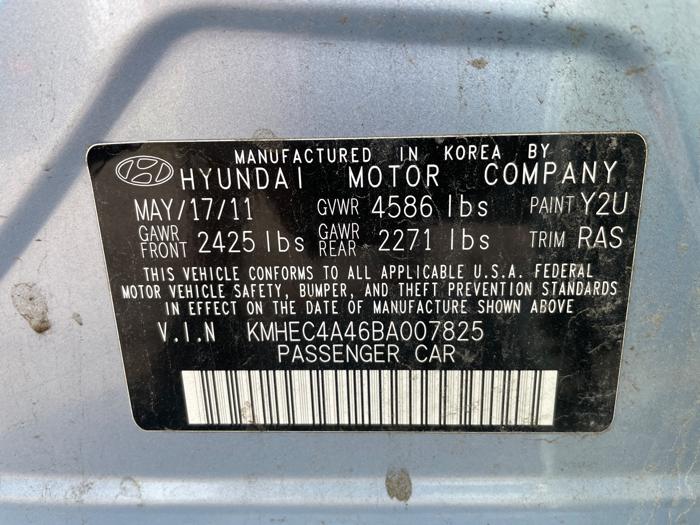 MANUFACTURED IN KOREA BY
HYUNDAI MOTOR COMPANY
MAY/17/11 GVWR 4586 lbs PAINT Y2U
GAWR FRONT 2425 lbs GAWR REAR 2271 lbs TRIM RAS
THIS VEHICLE CONFORMS TO ALL APPLICABLE U.S.A. FEDERAL
MOTOR VEHICLE SAFETY, BUMPER, AND THEFT PREVENTION STANDARDS
IN EFFECT ON THE DATE OF MANUFACTURE SHOWN ABOVE
V.I.N KMHEC4A46BA007825
PASSENGER CAR